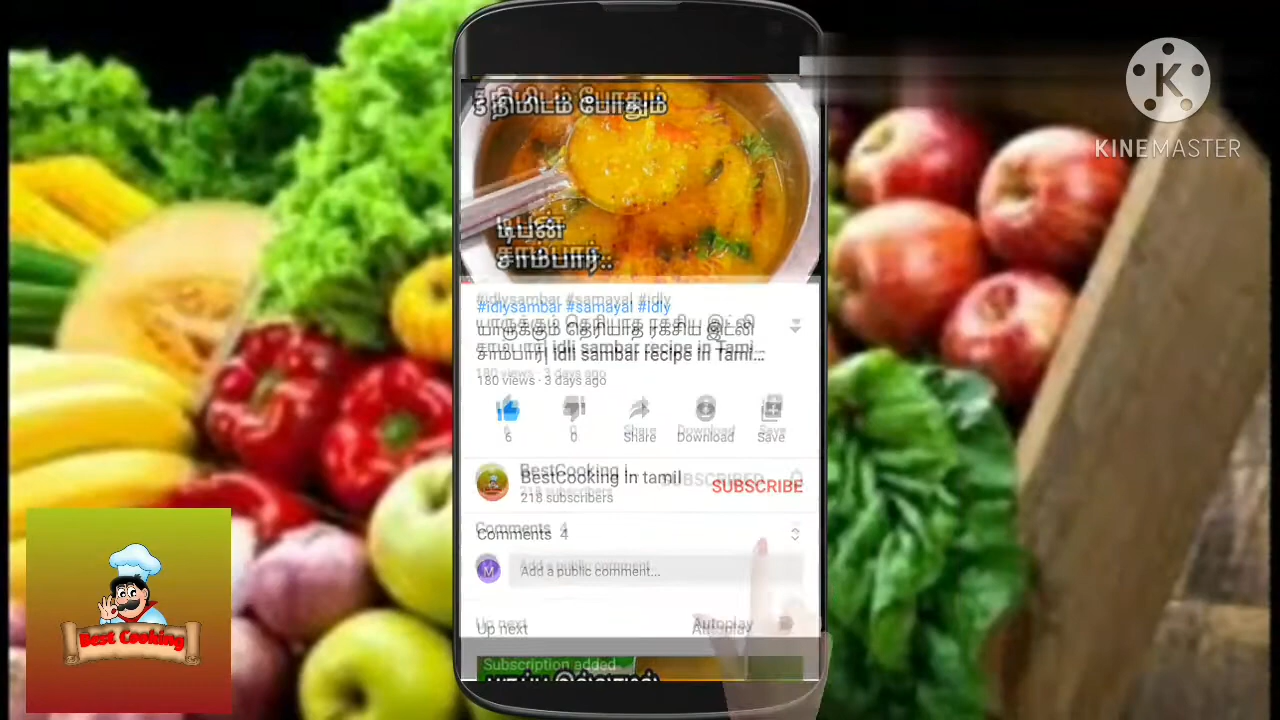 5 நிமிடம் போதும்
KINEMASTER
டிபன்
சாம்பார்..
#idlysambar #samayal #idly
யாருக்கும் தெரியாத ரகசிய இட்லி
சாம்பார்| idli sambar recipe in Tami...
180 views · 3 days ago
6
0
Share
Download
Save
BestCooking in tamil
SUBSCRIBED
SUBSCRIBE
218 subscribers
Comments 4
M
Add a public comment...
Up next
Autoplay
Subscription added
Best Cooking